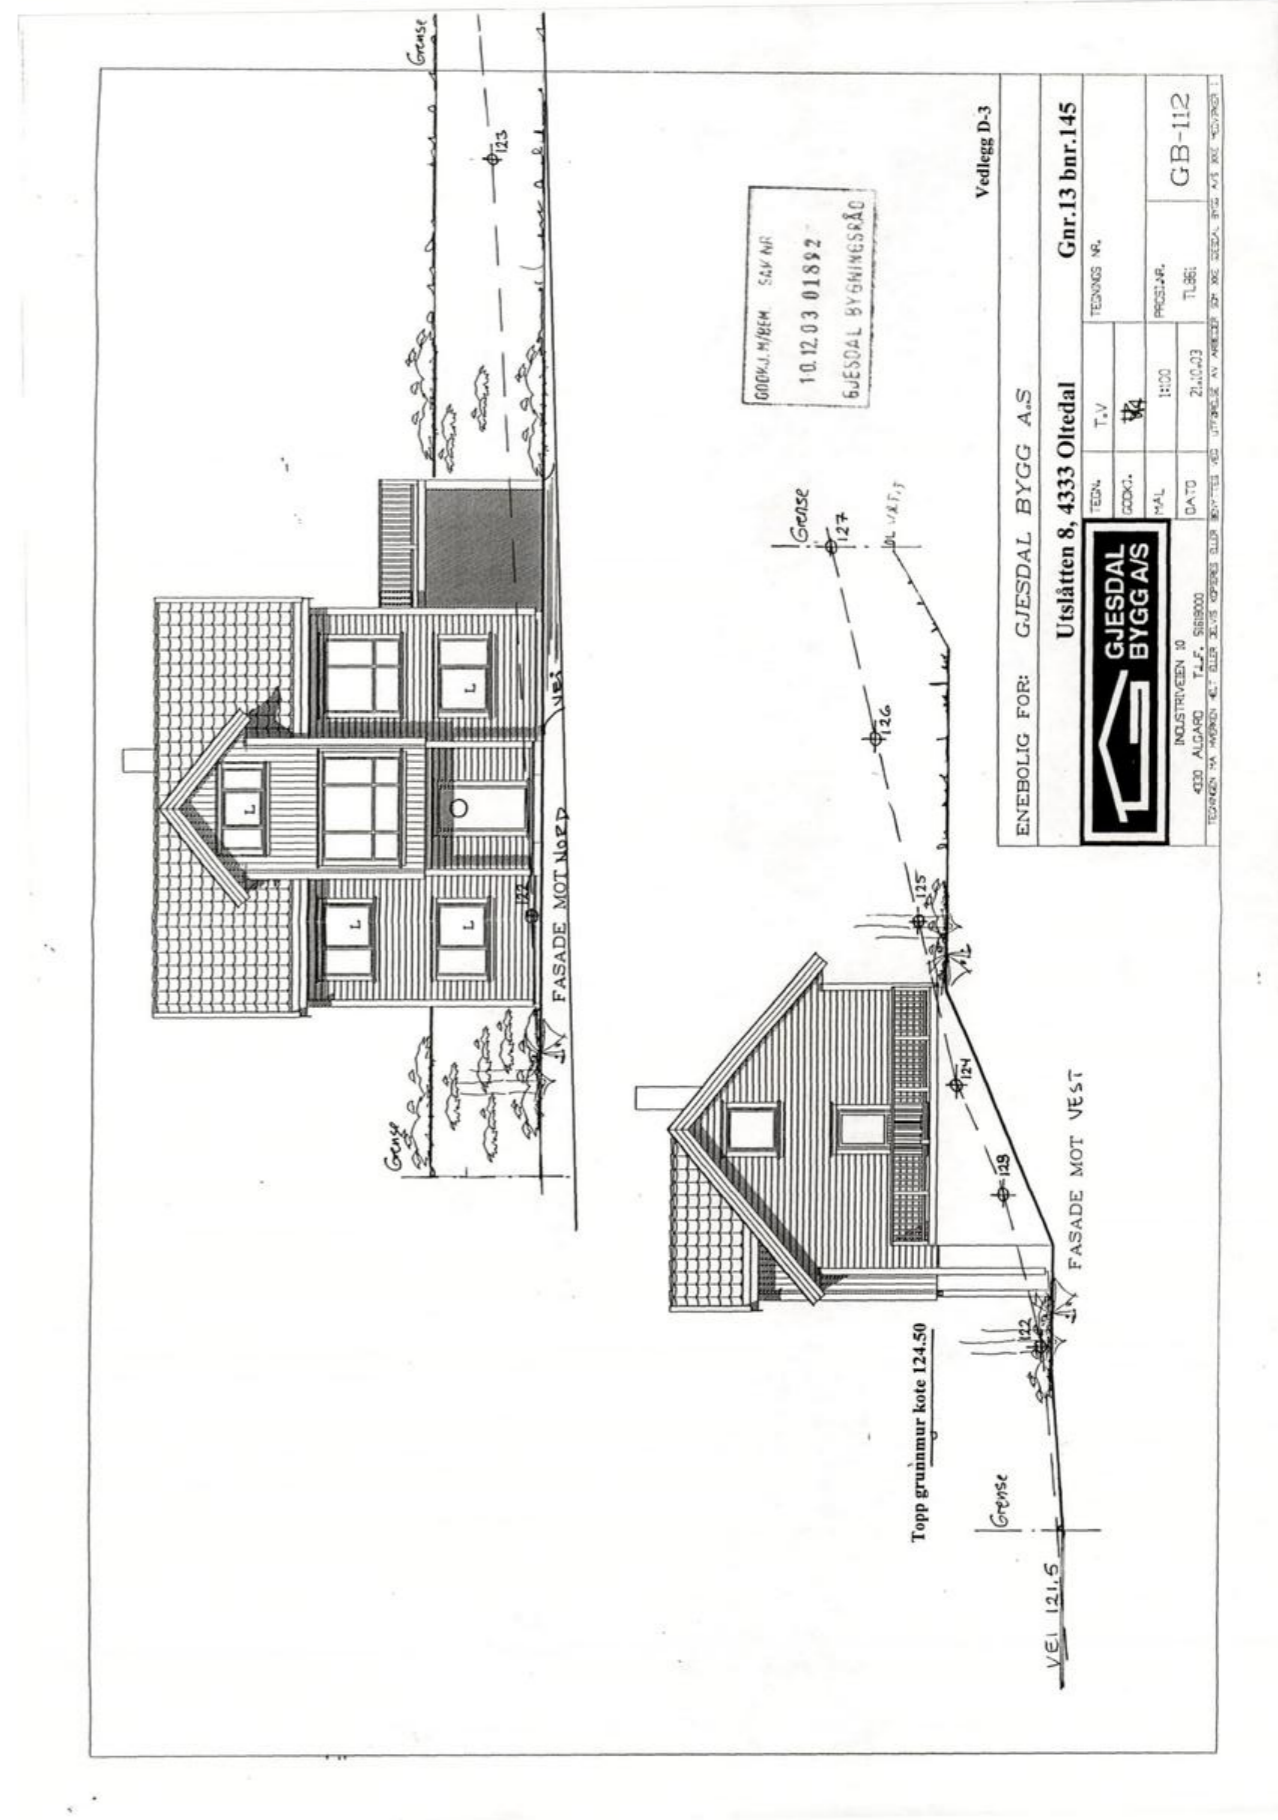 Grense
123
Grense
122
L
L
L
L
VEI
FASADE MOT NORD
GODKJ. M/BEM. SAK NR
10.12.03 01892
GJESDAL BYGNINGSRÅD
Grense
127
126
125
124
123
122
Topp grunnmur kote 124.50
Grense
VEI 121,5
FASADE MOT VEST
Vedlegg D-3
ENEBOLIG FOR: GJESDAL BYGG A.S
Utslåtten 8, 4333 Oltedal Gnr.13 bnr.145
GJESDAL
BYGG A/S
INDUSTRIVEIEN 10
4330 ÅLGÅRD TLF. 51618000
TEGN. T.V
GODKJ.
MÅL 1:100
DATO 21.10.03
TEGNINGS NR.
PROSJ.NR.
TL861
GB-112